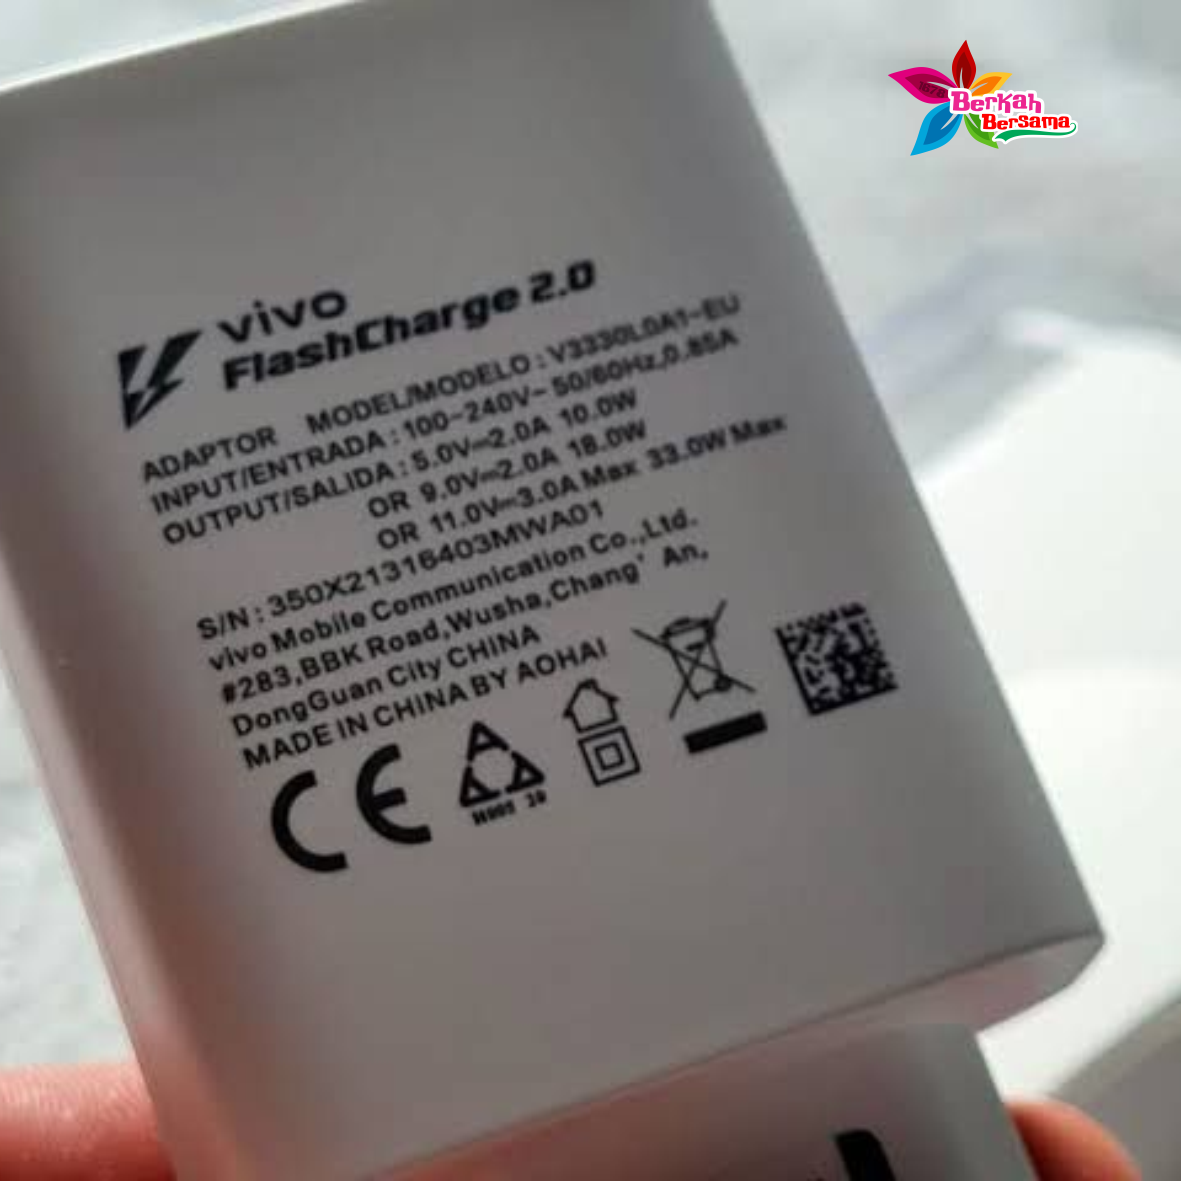 Berkah
Bersama
vivo
FlashCharge 2.0
ADAPTOR MODEL/MODELO : V3330L0A1-EU
INPUT/ENTRADA : 100-240V~ 50/60Hz,0.85A
OUTPUT/SALIDA : 5.0V⎓2.0A 10.0W
OR 9.0V⎓2.0A 18.0W
OR 11.0V⎓3.0A Max 33.0W Max
S/N : 350X21316403MWA01
vivo Mobile Communication Co.,Ltd.
#283,BBK Road,Wusha,Chang' An,
DongGuan City CHINA
MADE IN CHINA BY AOHAI
CE